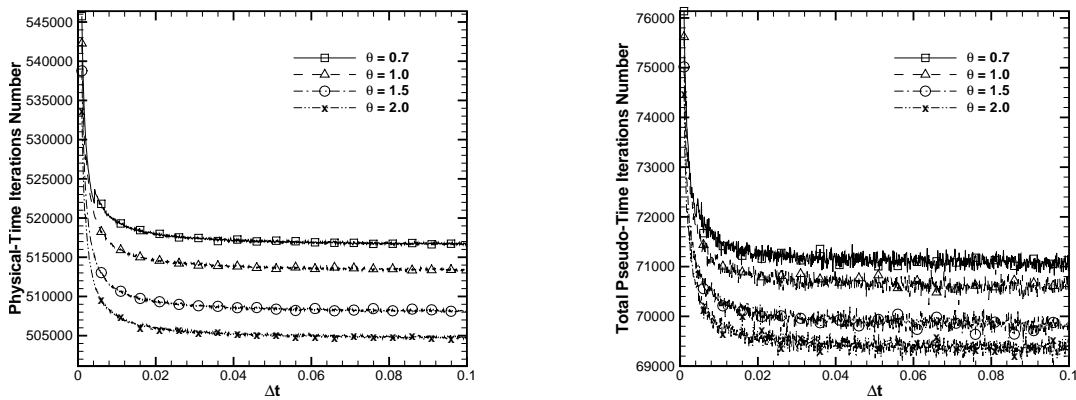 Physical-Time Iterations Number
545000
540000
535000
530000
525000
520000
515000
510000
505000
0
0.02
0.04
0.06
0.08
0.1
Δt
θ = 0.7
θ = 1.0
θ = 1.5
θ = 2.0
Total Pseudo-Time Iterations Number
76000
75000
74000
73000
72000
71000
70000
69000
0
0.02
0.04
0.06
0.08
0.1
Δt
θ = 0.7
θ = 1.0
θ = 1.5
θ = 2.0